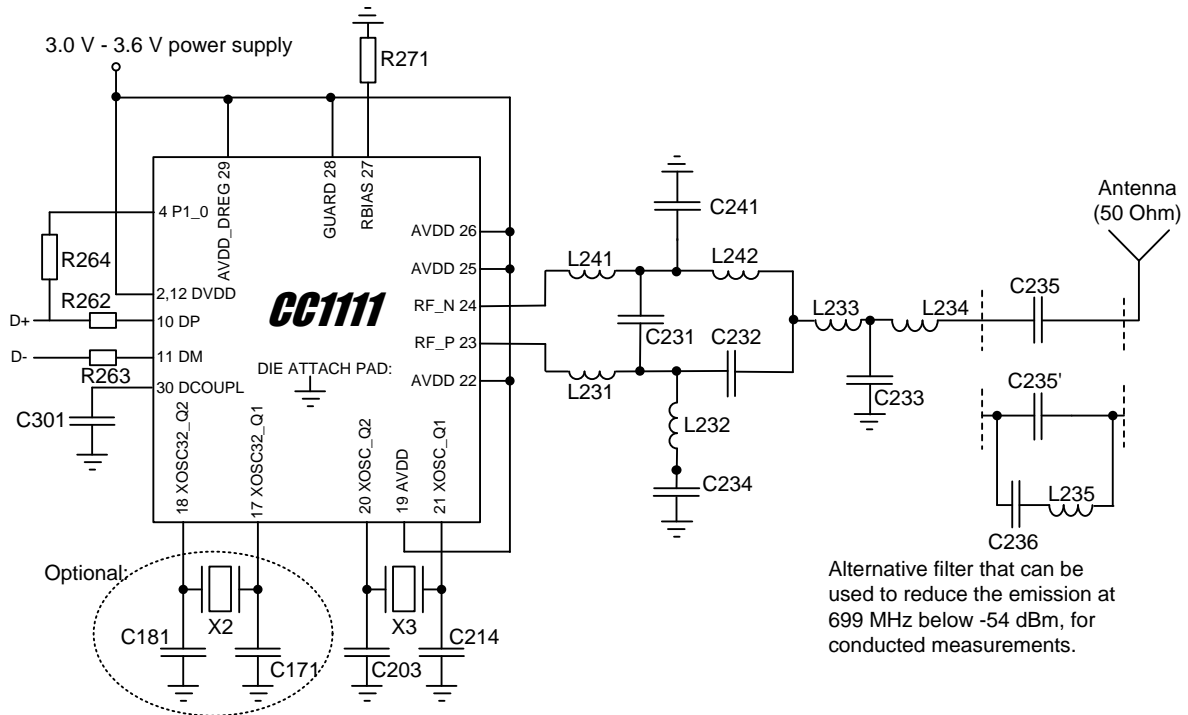 3.0 V - 3.6 V power supply
R271
AVDD_DREG 29
GUARD 28
RBIAS 27
4 P1_0
R264
2,12 DVDD
R262
D+
10 DP
D-
11 DM
R263
30 DCOUPL
C301
CC1111
DIE ATTACH PAD:
AVDD 26
AVDD 25
RF_N 24
RF_P 23
AVDD 22
18 XOSC32_Q2
17 XOSC32_Q1
20 XOSC_Q2
19 AVDD
21 XOSC_Q1
Optional:
X2
X3
C181
C171
C203
C214
C241
L241
L242
C231
C232
L231
L232
C234
L233
L234
C233
C235
Antenna
(50 Ohm)
C235'
L235
C236
Alternative filter that can be
used to reduce the emission at
699 MHz below -54 dBm, for
conducted measurements.